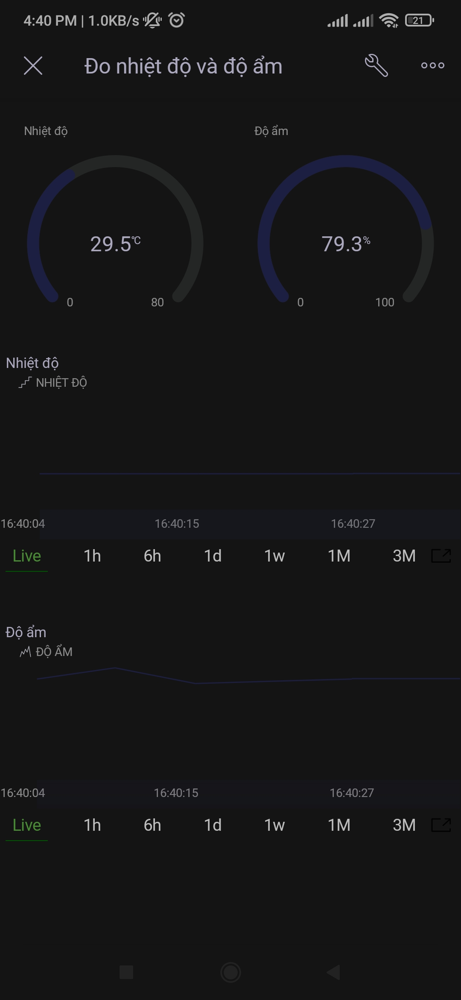 4:40 PM | 1.0KB/s 21
Đo nhiệt độ và độ ẩm
Nhiệt độ Độ ẩm
29.5°C 79.3%
0 80 0 100
Nhiệt độ
NHIỆT ĐỘ
16:40:04 16:40:15 16:40:27
Live 1h 6h 1d 1w 1M 3M
Độ ẩm
ĐỘ ẨM
16:40:04 16:40:15 16:40:27
Live 1h 6h 1d 1w 1M 3M